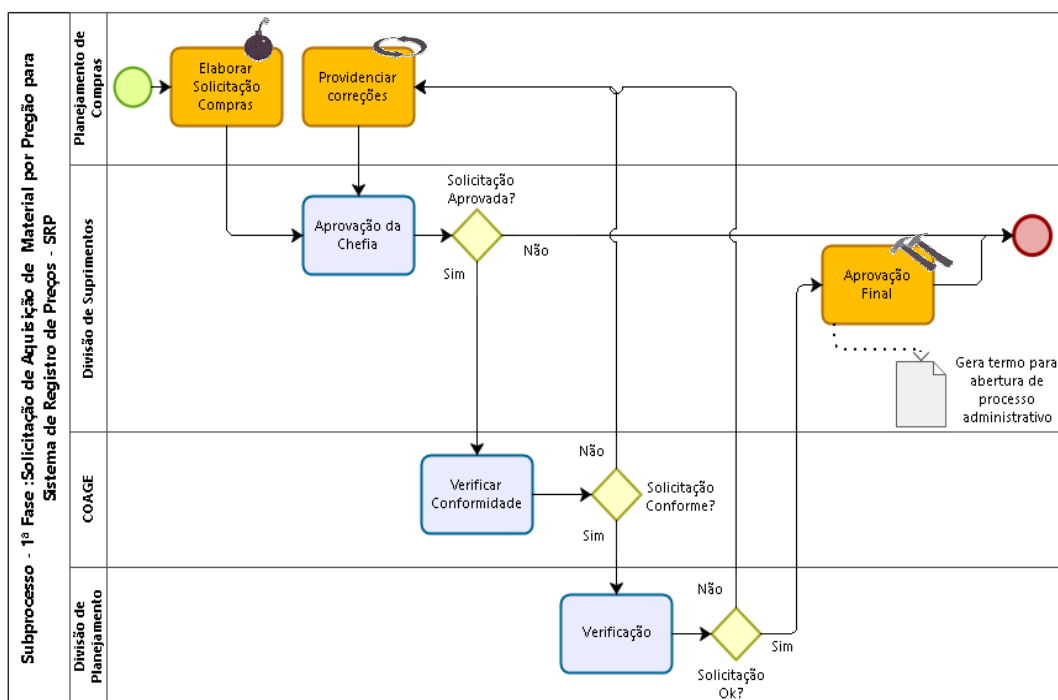 Subprocesso - 1ª Fase :Solicitação de Aquisição de Material por Pregão para
Sistema de Registro de Preços - SRP
Planejamento de
Compras
Elaborar
Solicitação
Compras
Providenciar
correções
Divisão de Suprimentos
Aprovação da
Chefia
Solicitação
Aprovada?
Não
Sim
Aprovação
Final
Gera termo para
abertura de
processo
administrativo
COAGE
Verificar
Conformidade
Não
Solicitação
Conforme?
Sim
Divisão de
Planejamento
Verificação
Não
Sim
Solicitação
Ok?